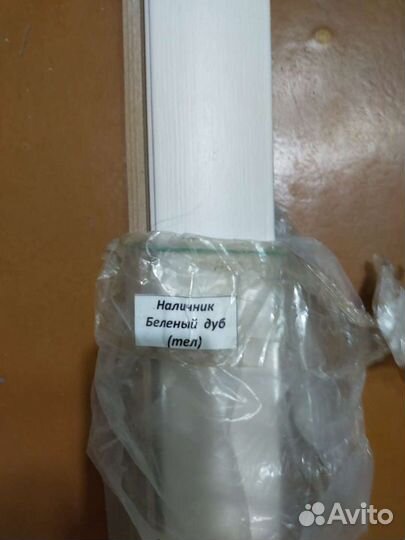 Наличник
Беленый дуб
(тел)
Avito